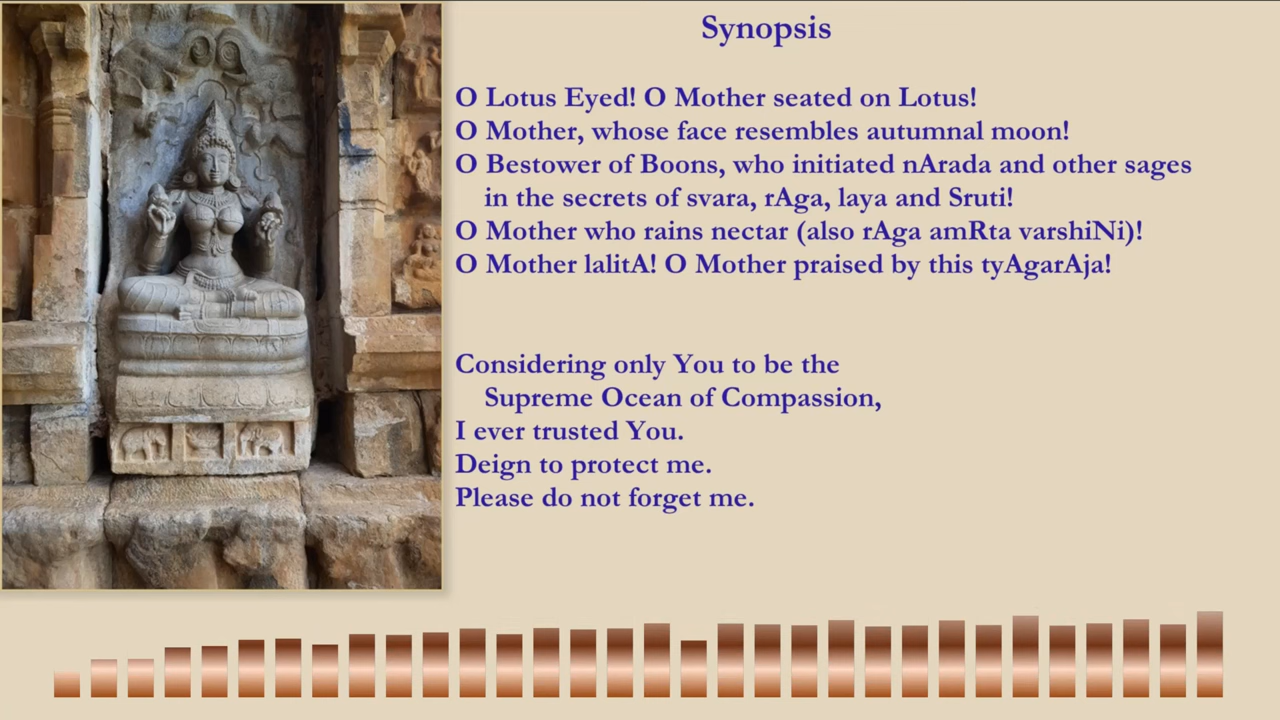 Synopsis
O Lotus Eyed! O Mother seated on Lotus!
O Mother, whose face resembles autumnal moon!
O Bestower of Boons, who initiated nArada and other sages
in the secrets of svara, rAga, laya and Sruti!
O Mother who rains nectar (also rAga amRta varshiNi)!
O Mother lalitA! O Mother praised by this tyAgarAja!
Considering only You to be the
Supreme Ocean of Compassion,
I ever trusted You.
Deign to protect me.
Please do not forget me.